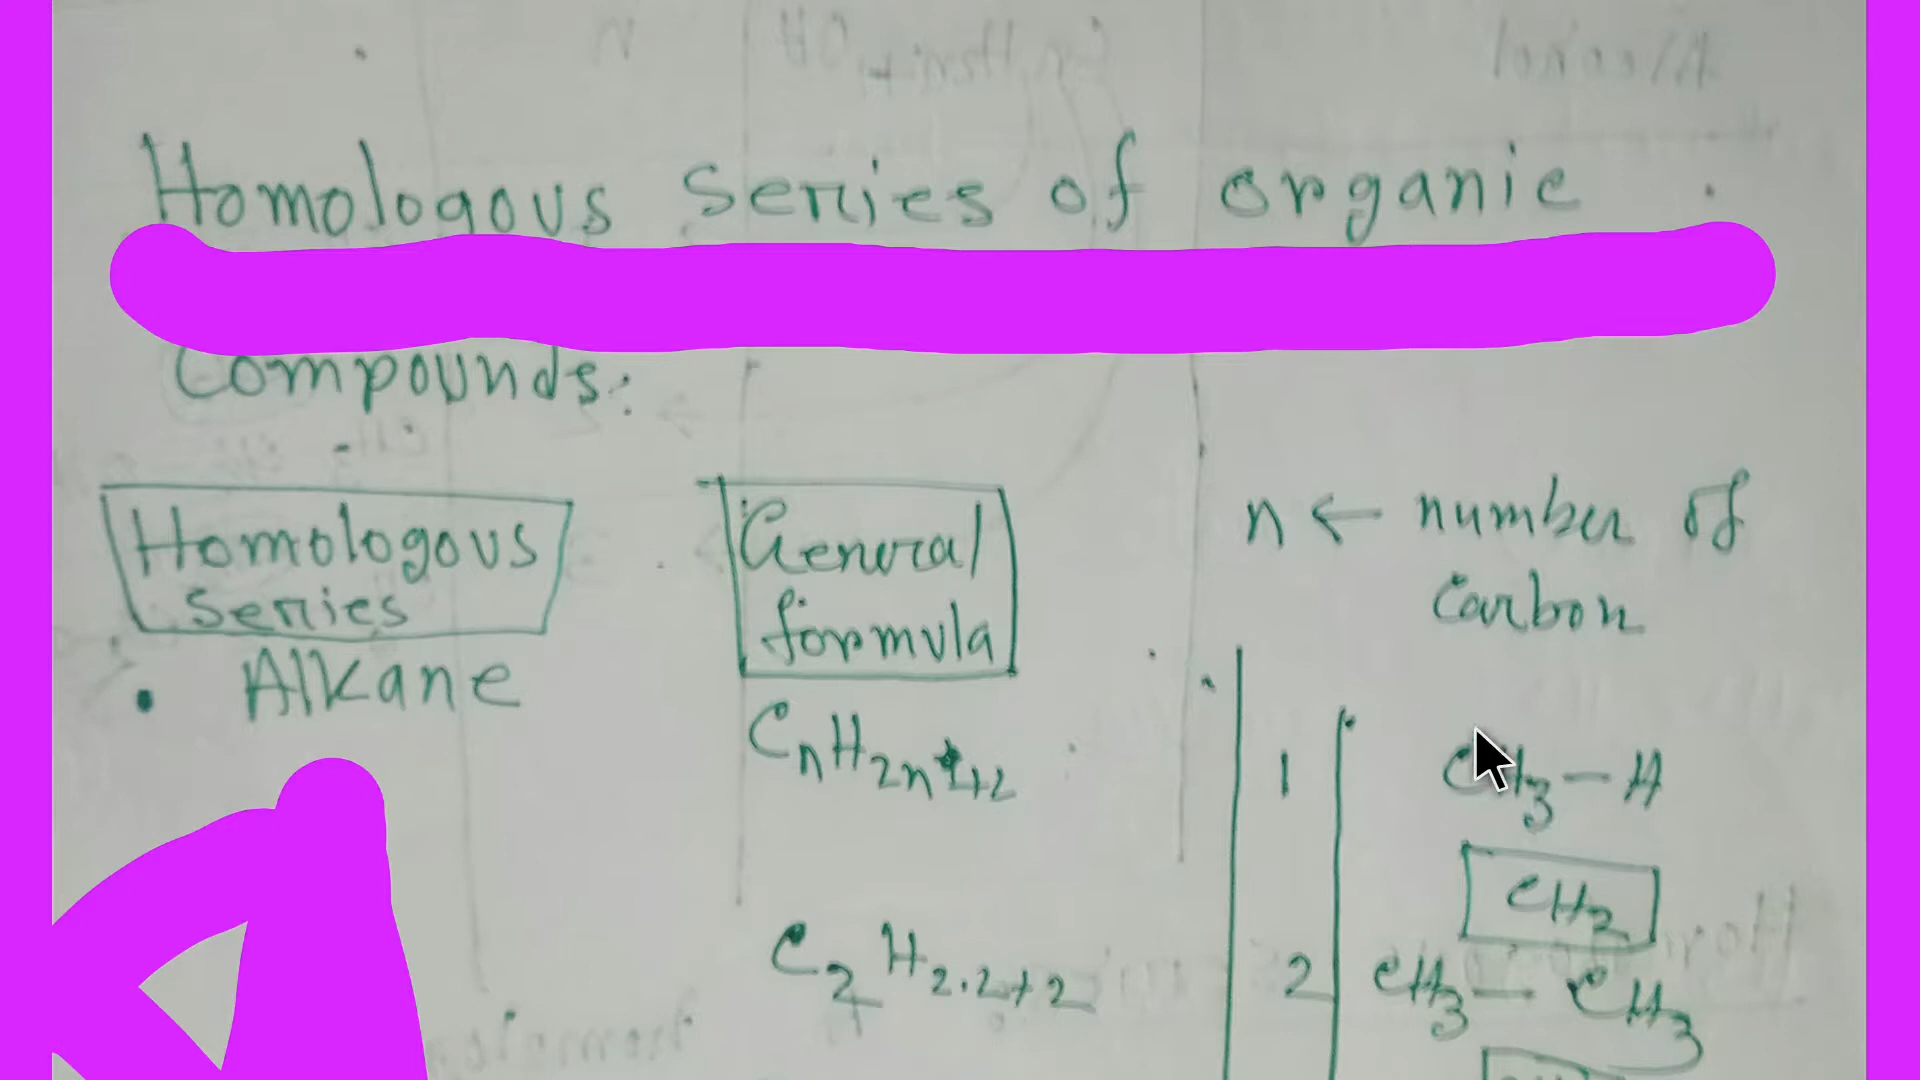 Homologous series of organic
Compounds:
Homologous
series
General
formula
n ← number of
Carbon
• Alkane
CnH2n+2
1
CH3 – H
CH2
C2H2.2+2
2
CH3 – CH3